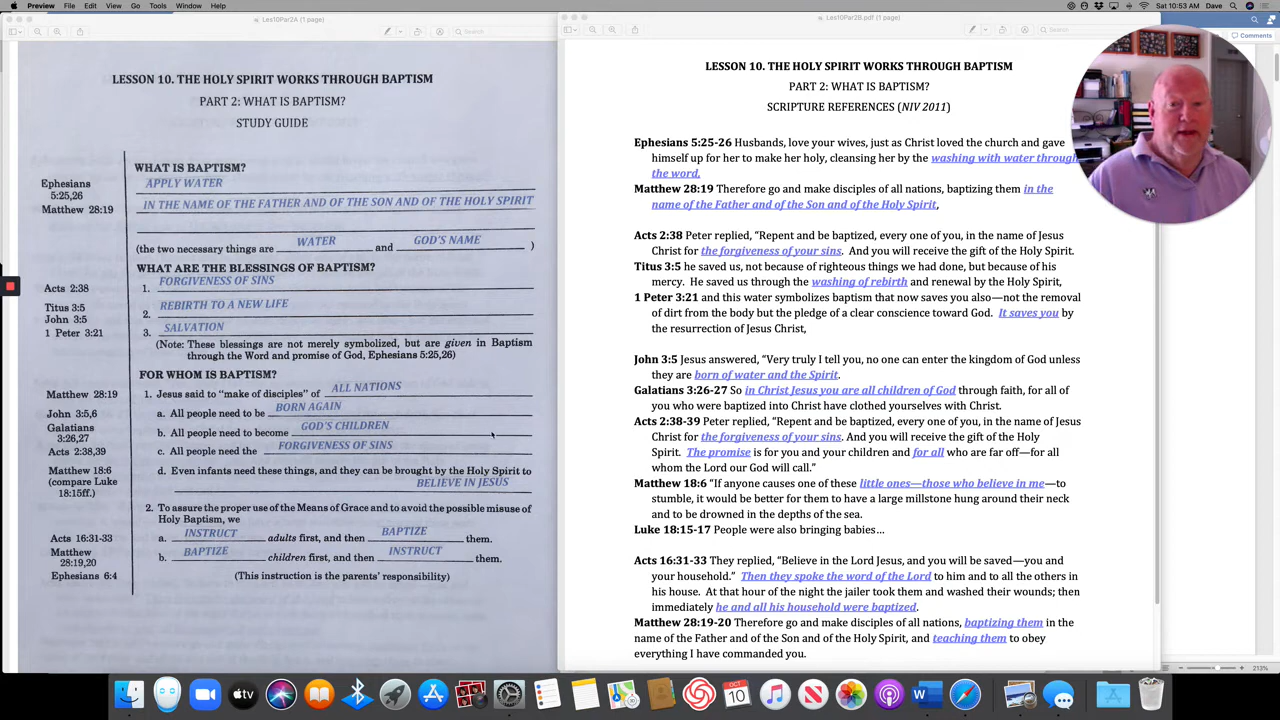 Preview File Edit View Go Tools Window Help
Sat 10:53 AM Dave
Les10Par2A (1 page)
Search
LESSON 10. THE HOLY SPIRIT WORKS THROUGH BAPTISM
PART 2: WHAT IS BAPTISM?
STUDY GUIDE
WHAT IS BAPTISM?
Ephesians
5:25,26
Matthew 28:19
APPLY WATER
IN THE NAME OF THE FATHER AND OF THE SON AND OF THE HOLY SPIRIT
(the two necessary things are WATER and GOD'S NAME )
WHAT ARE THE BLESSINGS OF BAPTISM?
Acts 2:38 1. FORGIVENESS OF SINS
Titus 3:5
John 3:5 2. REBIRTH TO A NEW LIFE
1 Peter 3:21 3. SALVATION
(Note: These blessings are not merely symbolized, but are given in Baptism
through the Word and promise of God, Ephesians 5:25,26)
FOR WHOM IS BAPTISM?
Matthew 28:19 1. Jesus said to "make of disciples" of ALL NATIONS
John 3:5,6 a. All people need to be BORN AGAIN
Galatians
3:26,27 b. All people need to become GOD'S CHILDREN
Acts 2:38,39 c. All people need the FORGIVENESS OF SINS
Matthew 18:6
(compare Luke
18:15ff.)
d. Even infants need these things, and they can be brought by the Holy Spirit to
BELIEVE IN JESUS
2. To assure the proper use of the Means of Grace and to avoid the possible misuse of
Holy Baptism, we
Acts 16:31-33 a. INSTRUCT adults first, and then BAPTIZE them.
Matthew
28:19,20 b. BAPTIZE children first, and then INSTRUCT them.
Ephesians 6:4 (This instruction is the parents' responsibility)
Les10Par2B.pdf (1 page)
Search
Comments
LESSON 10. THE HOLY SPIRIT WORKS THROUGH BAPTISM
PART 2: WHAT IS BAPTISM?
SCRIPTURE REFERENCES (NIV 2011)
Ephesians 5:25-26 Husbands, love your wives, just as Christ loved the church and gave
himself up for her to make her holy, cleansing her by the washing with water through
the word.
Matthew 28:19 Therefore go and make disciples of all nations, baptizing them in the
name of the Father and of the Son and of the Holy Spirit,
Acts 2:38 Peter replied, "Repent and be baptized, every one of you, in the name of Jesus
Christ for the forgiveness of your sins. And you will receive the gift of the Holy Spirit.
Titus 3:5 he saved us, not because of righteous things we had done, but because of his
mercy. He saved us through the washing of rebirth and renewal by the Holy Spirit,
1 Peter 3:21 and this water symbolizes baptism that now saves you also—not the removal
of dirt from the body but the pledge of a clear conscience toward God. It saves you by
the resurrection of Jesus Christ,
John 3:5 Jesus answered, "Very truly I tell you, no one can enter the kingdom of God unless
they are born of water and the Spirit.
Galatians 3:26-27 So in Christ Jesus you are all children of God through faith, for all of
you who were baptized into Christ have clothed yourselves with Christ.
Acts 2:38-39 Peter replied, "Repent and be baptized, every one of you, in the name of Jesus
Christ for the forgiveness of your sins. And you will receive the gift of the Holy
Spirit. The promise is for you and your children and for all who are far off—for all
whom the Lord our God will call."
Matthew 18:6 "If anyone causes one of these little ones—those who believe in me—to
stumble, it would be better for them to have a large millstone hung around their neck
and to be drowned in the depths of the sea.
Luke 18:15-17 People were also bringing babies…
Acts 16:31-33 They replied, "Believe in the Lord Jesus, and you will be saved—you and
your household." Then they spoke the word of the Lord to him and to all the others in
his house. At that hour of the night the jailer took them and washed their wounds; then
immediately he and all his household were baptized.
Matthew 28:19-20 Therefore go and make disciples of all nations, baptizing them in the
name of the Father and of the Son and of the Holy Spirit, and teaching them to obey
everything I have commanded you.
213%
tv
OCT
10
W